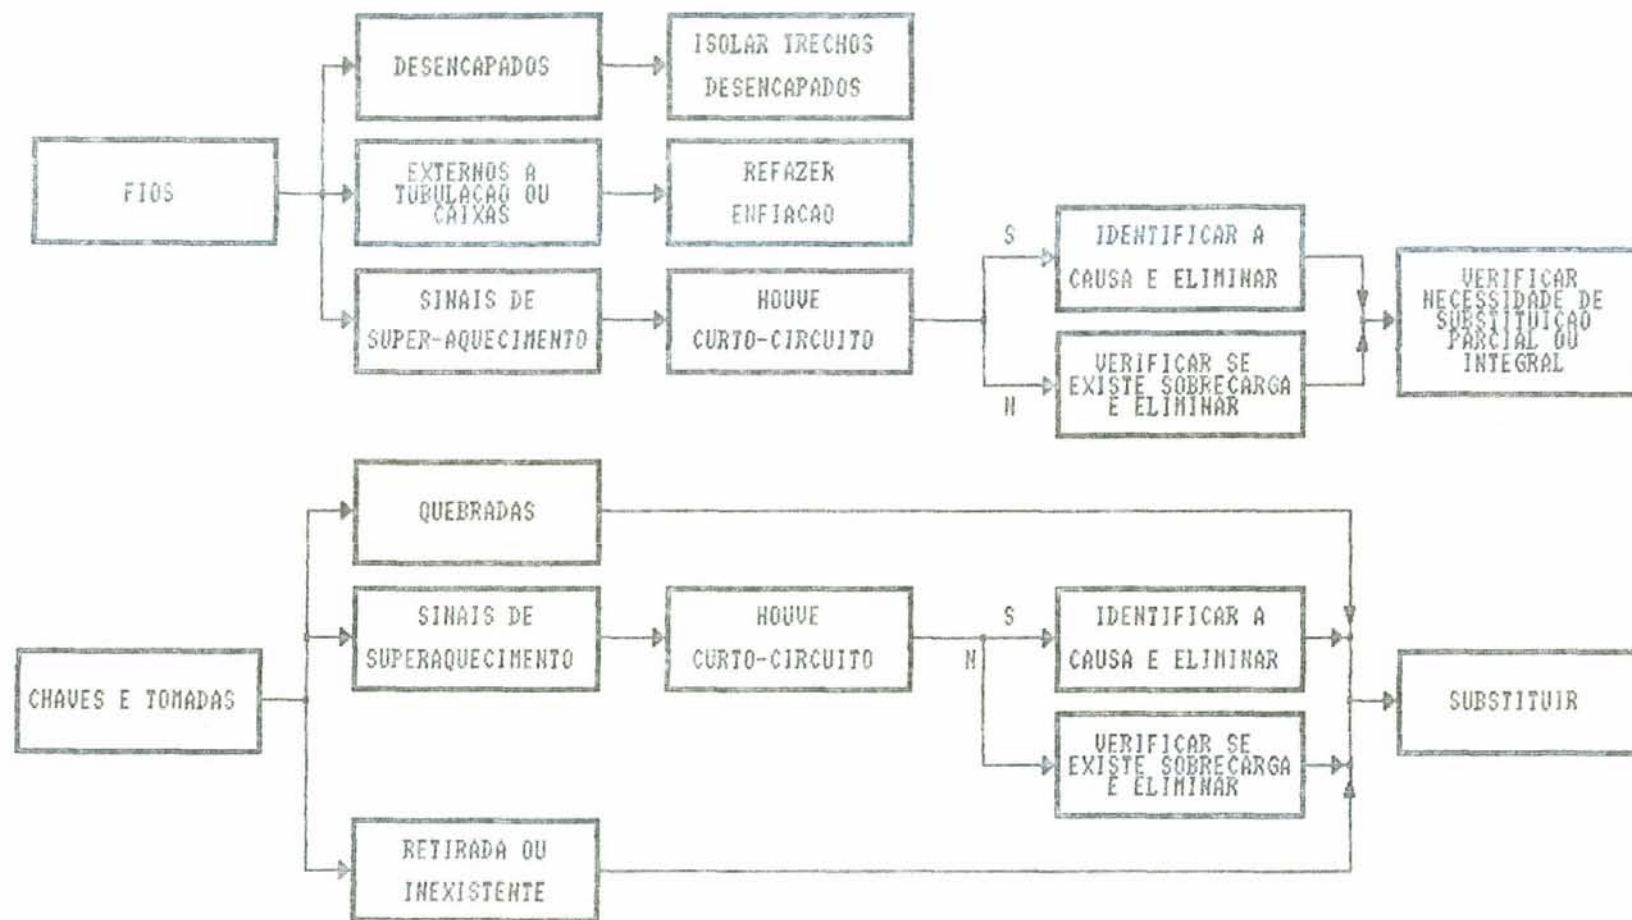 DESENCAPADOS
ISOLAR TRECHOS
DESENCAPADOS
FIOS
EXTERNOS A
TUBULACAO OU
CAIXAS
REFAZER
ENFIACAO
SINAIS DE
SUPER-AQUECIMENTO
HOUVE
CURTO-CIRCUITO
S
IDENTIFICAR A
CAUSA E ELIMINAR
N
VERIFICAR SE
EXISTE SOBRECARGA
E ELIMINAR
VERIFICAR
NECESSIDADE DE
SUBSTITUICAO
PARCIAL OU
INTEGRAL
CHAVES E TOMADAS
QUEBRADAS
SINAIS DE
SUPERAQUECIMENTO
HOUVE
CURTO-CIRCUITO
S
IDENTIFICAR A
CAUSA E ELIMINAR
N
VERIFICAR SE
EXISTE SOBRECARGA
E ELIMINAR
RETIRADA OU
INEXISTENTE
SUBSTITUIR